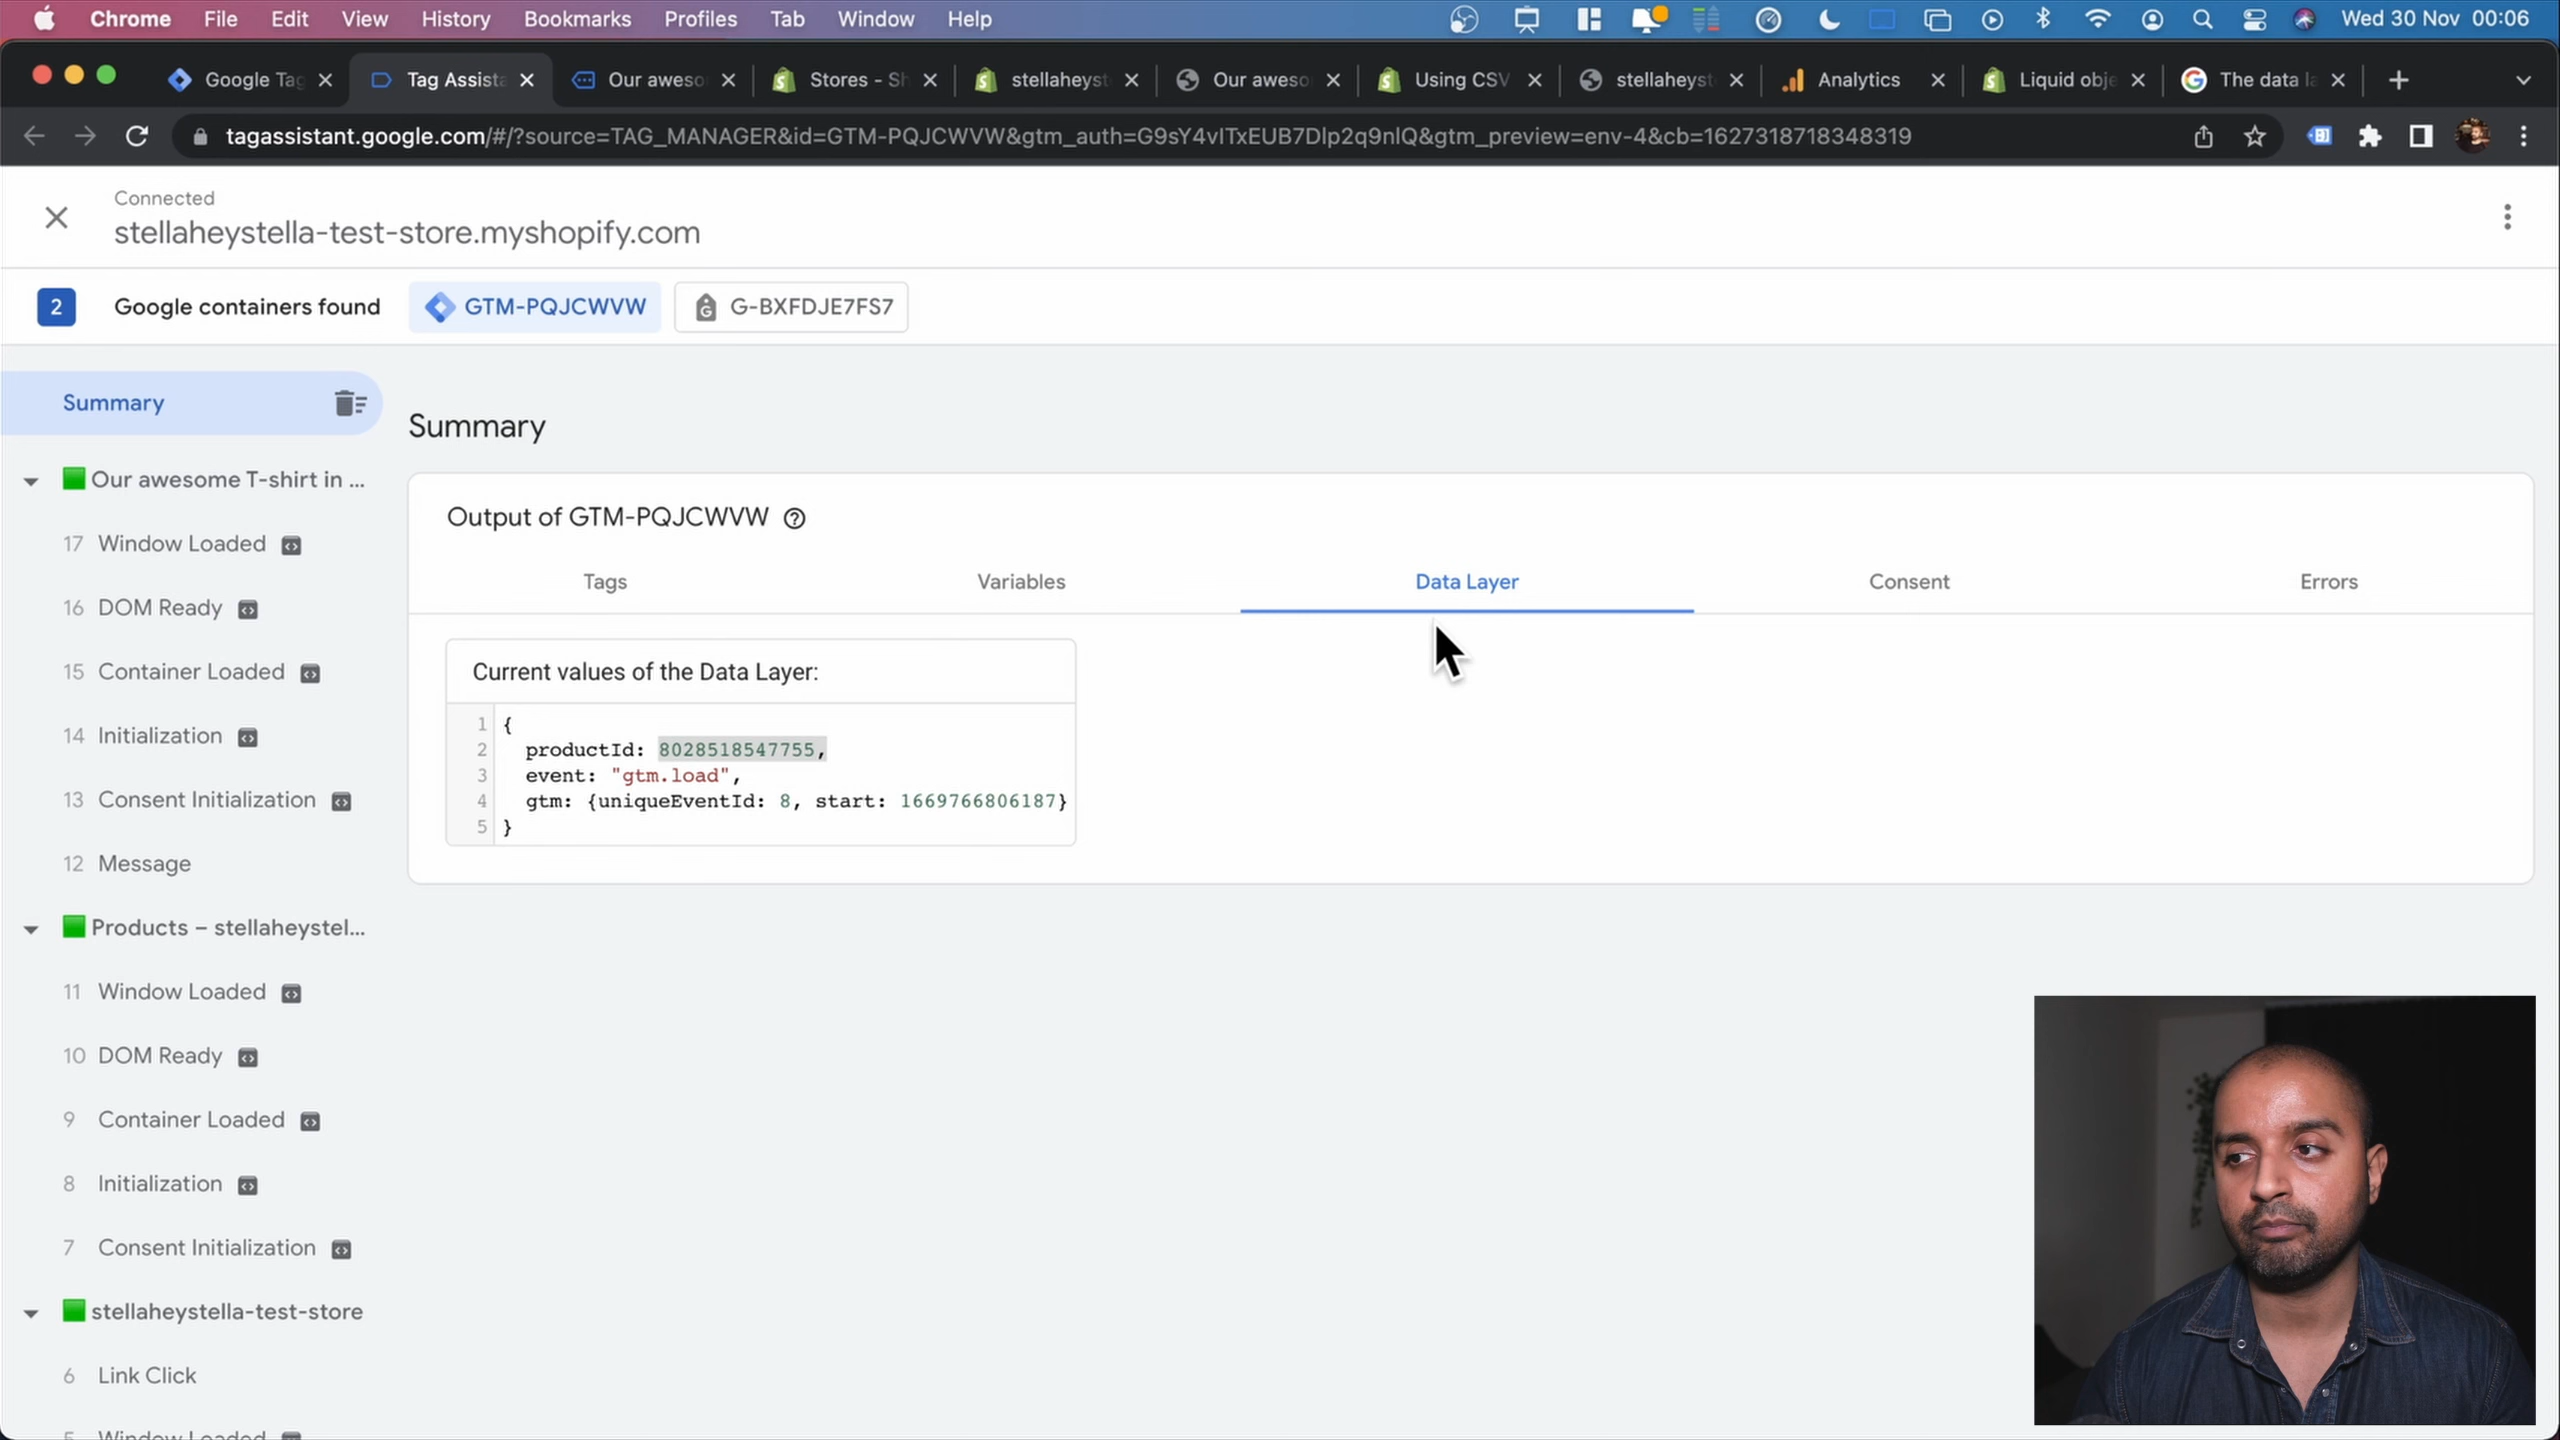 Chrome File Edit View History Bookmarks Profiles Tab Window Help Wed 30 Nov 00:06
Google Tag Tag Assista Our aweso Stores - Sh stellaheyst Our aweso Using CSV stellaheyst Analytics Liquid obje The data la
tagassistant.google.com/#/?source=TAG_MANAGER&id=GTM-PQJCWVW&gtm_auth=G9sY4vITxEUB7Dlp2q9nlQ&gtm_preview=env-4&cb=1627318718348319
Connected
stellaheystella-test-store.myshopify.com
2 Google containers found GTM-PQJCWVW G-BXFDJE7FS7
Summary
Our awesome T-shirt in ...
17 Window Loaded
16 DOM Ready
15 Container Loaded
14 Initialization
13 Consent Initialization
12 Message
Products – stellaheystel...
11 Window Loaded
10 DOM Ready
9 Container Loaded
8 Initialization
7 Consent Initialization
stellaheystella-test-store
6 Link Click
5 Window Loaded
Summary
Output of GTM-PQJCWVW
Tags Variables Data Layer Consent Errors
Current values of the Data Layer:
1 {
2 productId: 8028518547755,
3 event: "gtm.load",
4 gtm: {uniqueEventId: 8, start: 1669766806187}
5 }